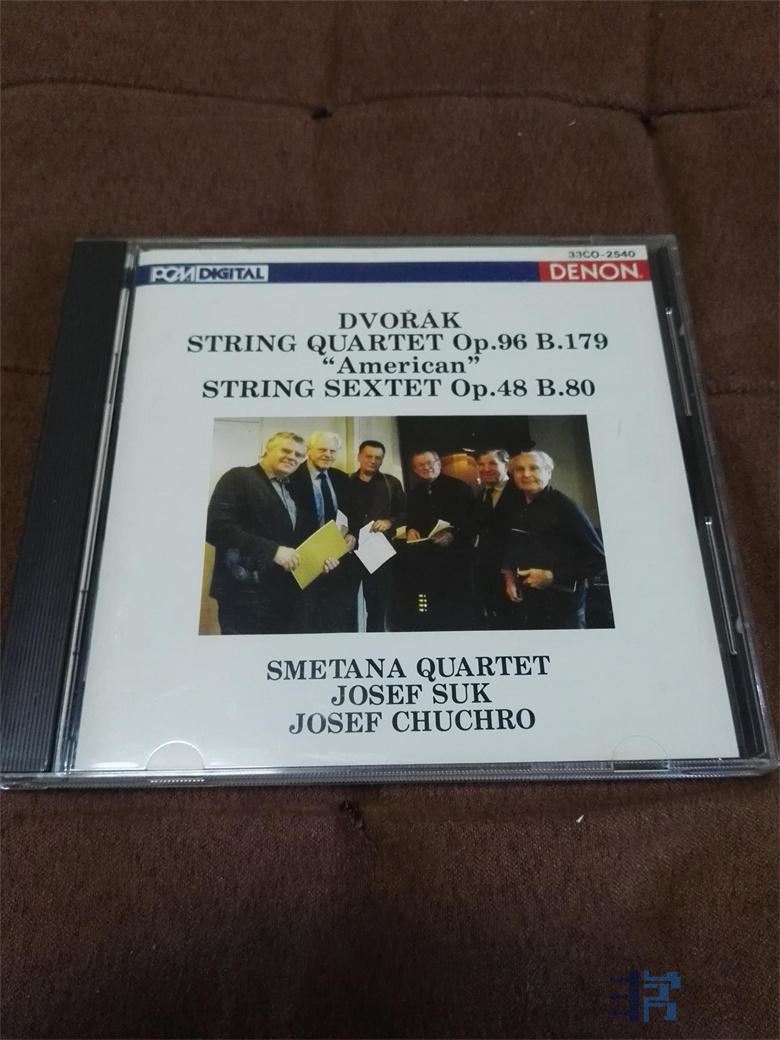 33CO-2540
PCM DIGITAL
DENON
DVOŘÁK
STRING QUARTET Op.96 B.179
“American”
STRING SEXTET Op.48 B.80
SMETANA QUARTET
JOSEF SUK
JOSEF CHUCHRO